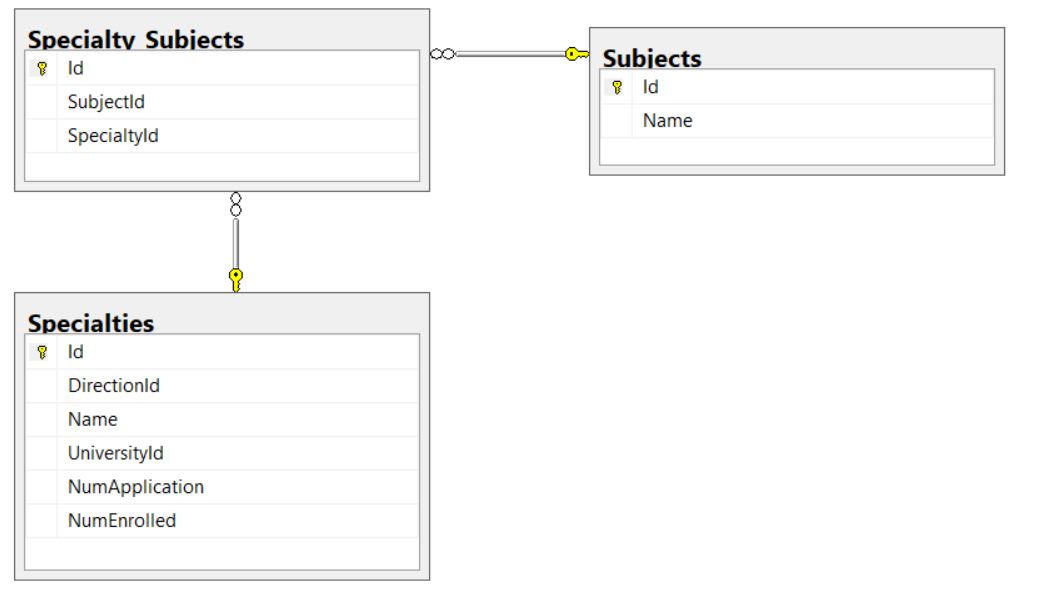 Specialty_Subjects
Id
SubjectId
SpecialtyId
Subjects
Id
Name
Specialties
Id
DirectionId
Name
UniversityId
NumApplication
NumEnrolled